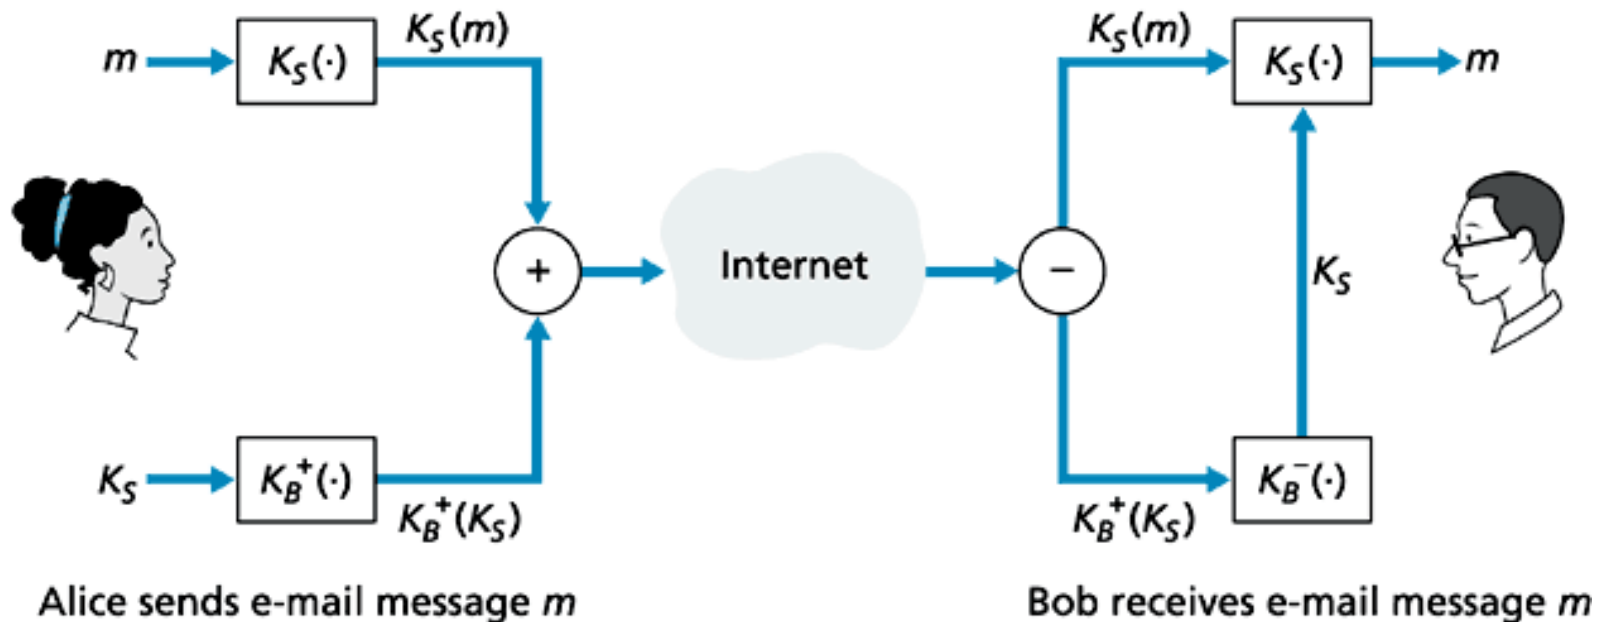 m
K_S(·)
K_S(m)
K_S(m)
K_S(·)
m
+
Internet
−
K_S
K_S
K_B^+(·)
K_B^+(K_S)
K_B^+(K_S)
K_B^−(·)
Alice sends e-mail message m
Bob receives e-mail message m